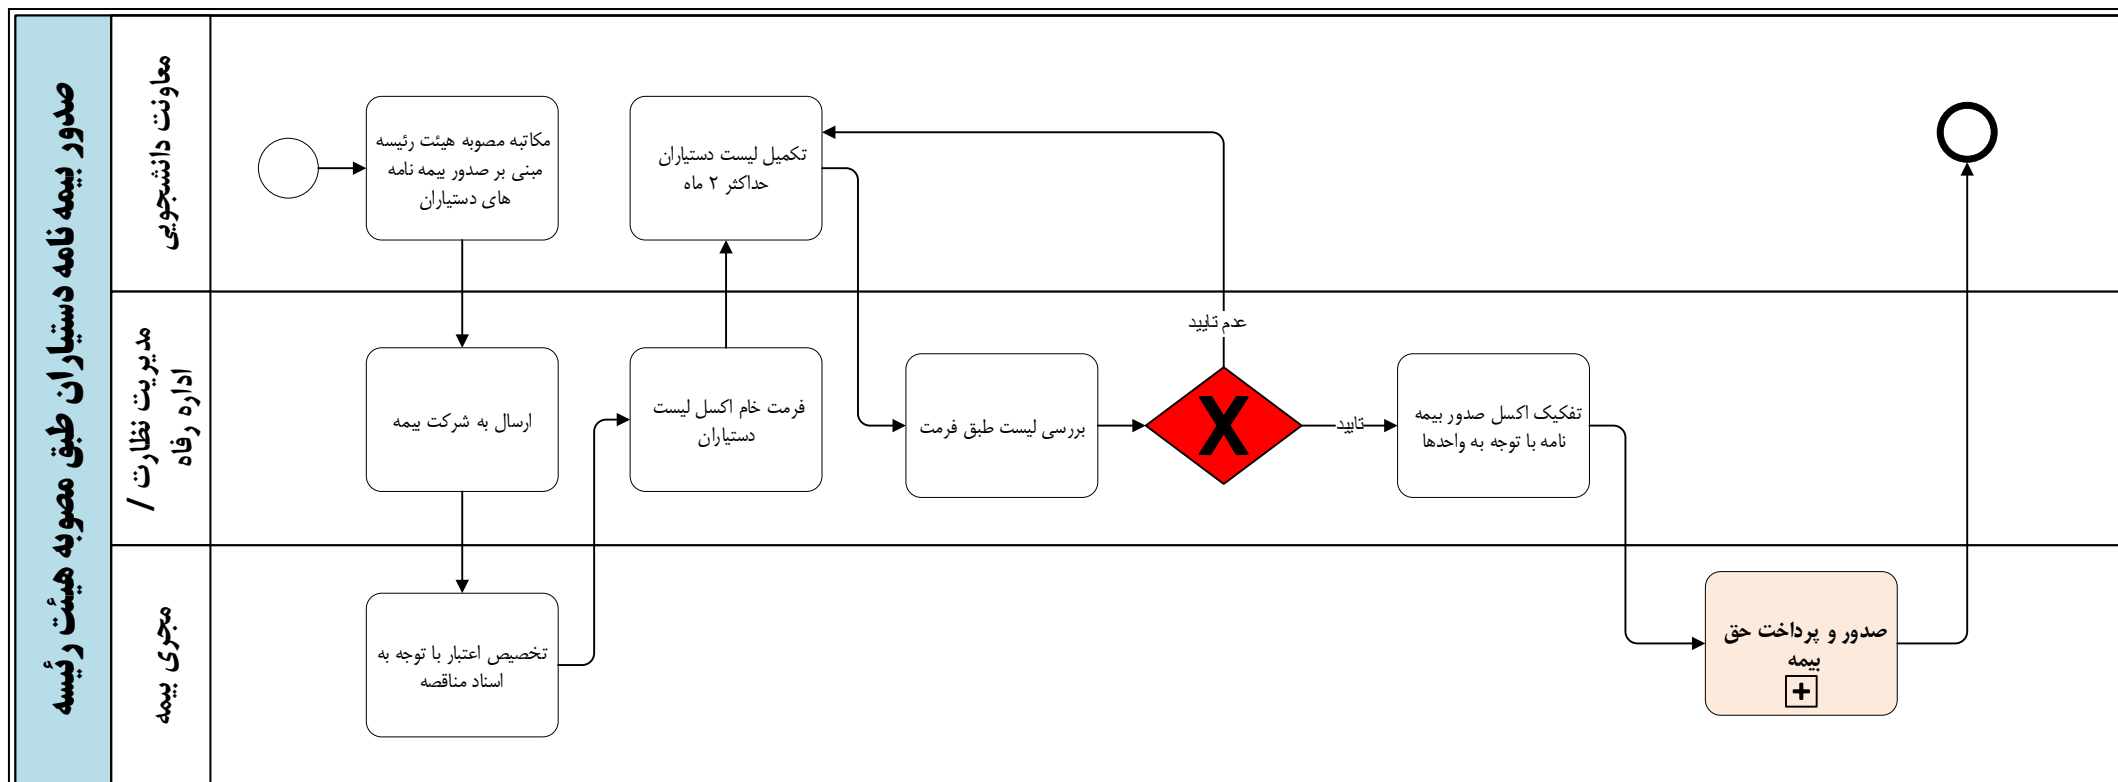 صدور بیمه نامه دستیاران طبق مصوبه هیئت رئیسه
معاونت دانشجویی
مکاتبه مصوبه هیئت رئیسه
مبنی بر صدور بیمه نامه
های دستیاران
تکمیل لیست دستیاران
حداکثر ۲ ماه
مدیریت نظارت /
اداره رفاه
ارسال به شرکت بیمه
فرمت خام اکسل لیست
دستیاران
بررسی لیست طبق فرمت
عدم تایید
X
تایید
تفکیک اکسل صدور بیمه
نامه با توجه به واحدها
مجری بیمه
تخصیص اعتبار با توجه به
اسناد مناقصه
صدور و پرداخت حق
بیمه